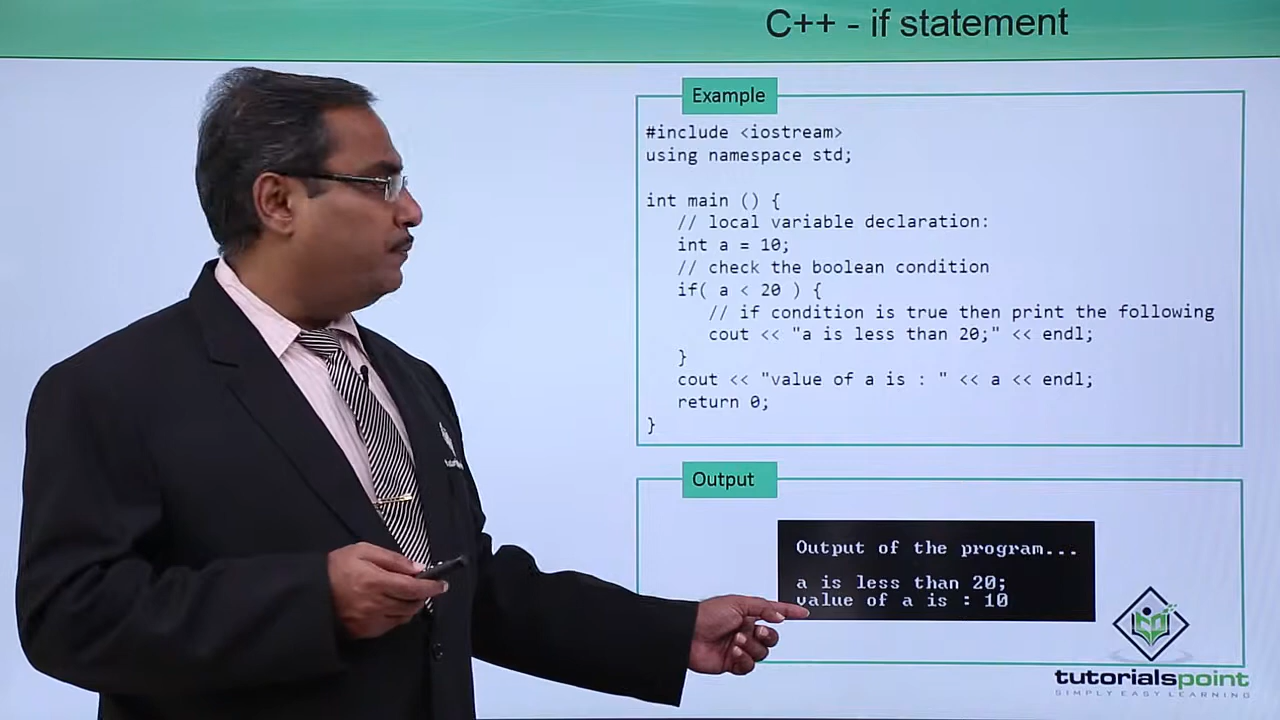 C++ - if statement
Example
#include <iostream>
using namespace std;
int main () {
// local variable declaration:
int a = 10;
// check the boolean condition
if( a < 20 ) {
// if condition is true then print the following
cout << "a is less than 20;" << endl;
}
cout << "value of a is : " << a << endl;
return 0;
}
Output
Output of the program...
a is less than 20;
value of a is : 10
tutorialspoint
SIMPLY EASY LEARNING